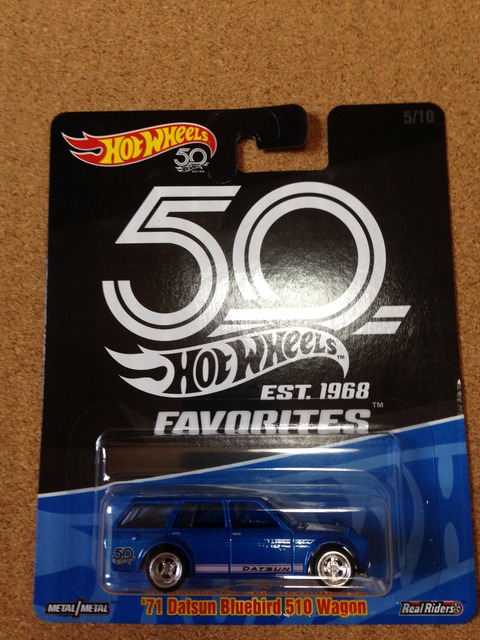 5/10
HOT WHEELS
50
50
HOT WHEELS™
EST. 1968
FAVORITES™
50
DATSUN
METAL/METAL
'71 Datsun Bluebird 510 Wagon
Real Riders